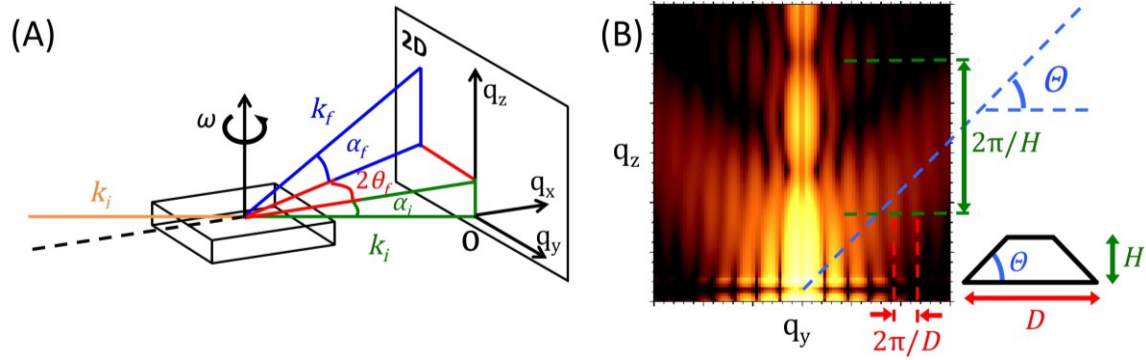 (A)
2D
q_z
k_f
ω
α_f
2θ_f
k_i
α_i
q_x
k_i
O
q_y
(B)
Θ
q_z
2π/H
Θ
H
D
q_y
2π/D